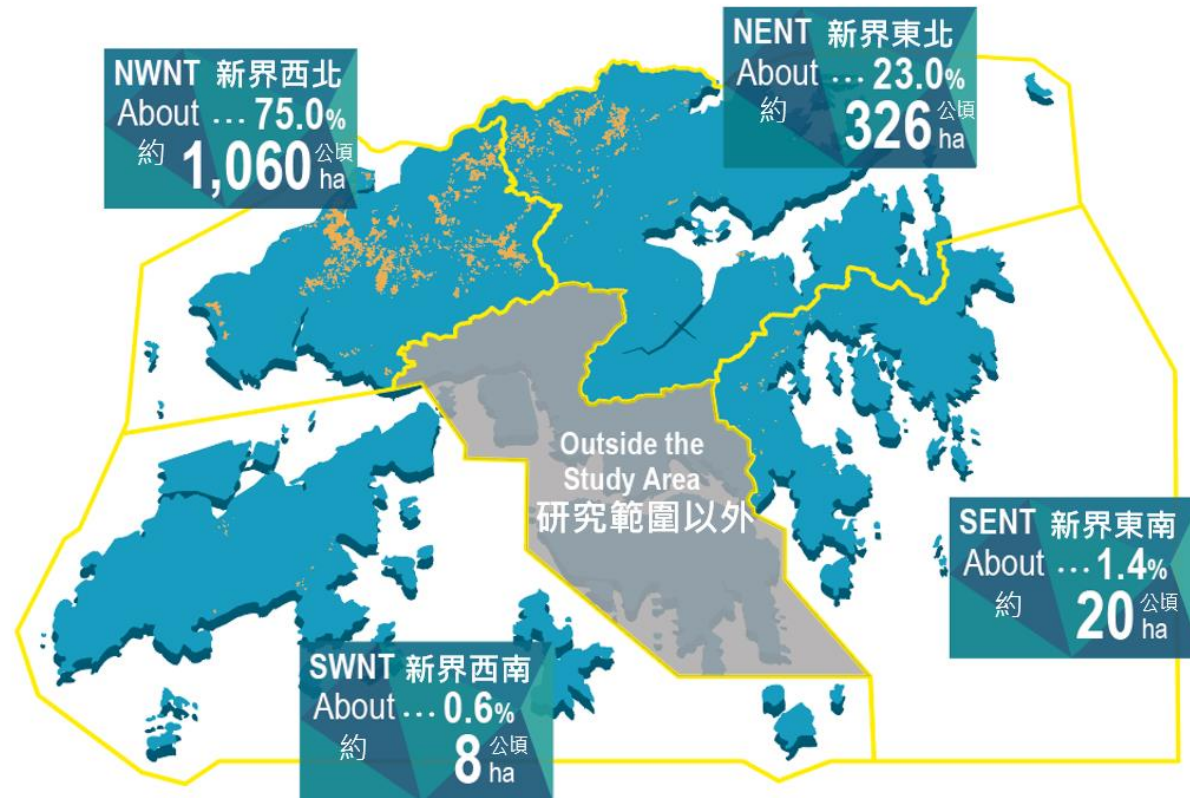 NWNT 新界西北
About ... 75.0%
約 1,060 公頃 ha
NENT 新界東北
About ... 23.0%
約 326 公頃 ha
Outside the
Study Area
研究範圍以外
SENT 新界東南
About ... 1.4%
約 20 公頃 ha
SWNT 新界西南
About ... 0.6%
約 8 公頃 ha